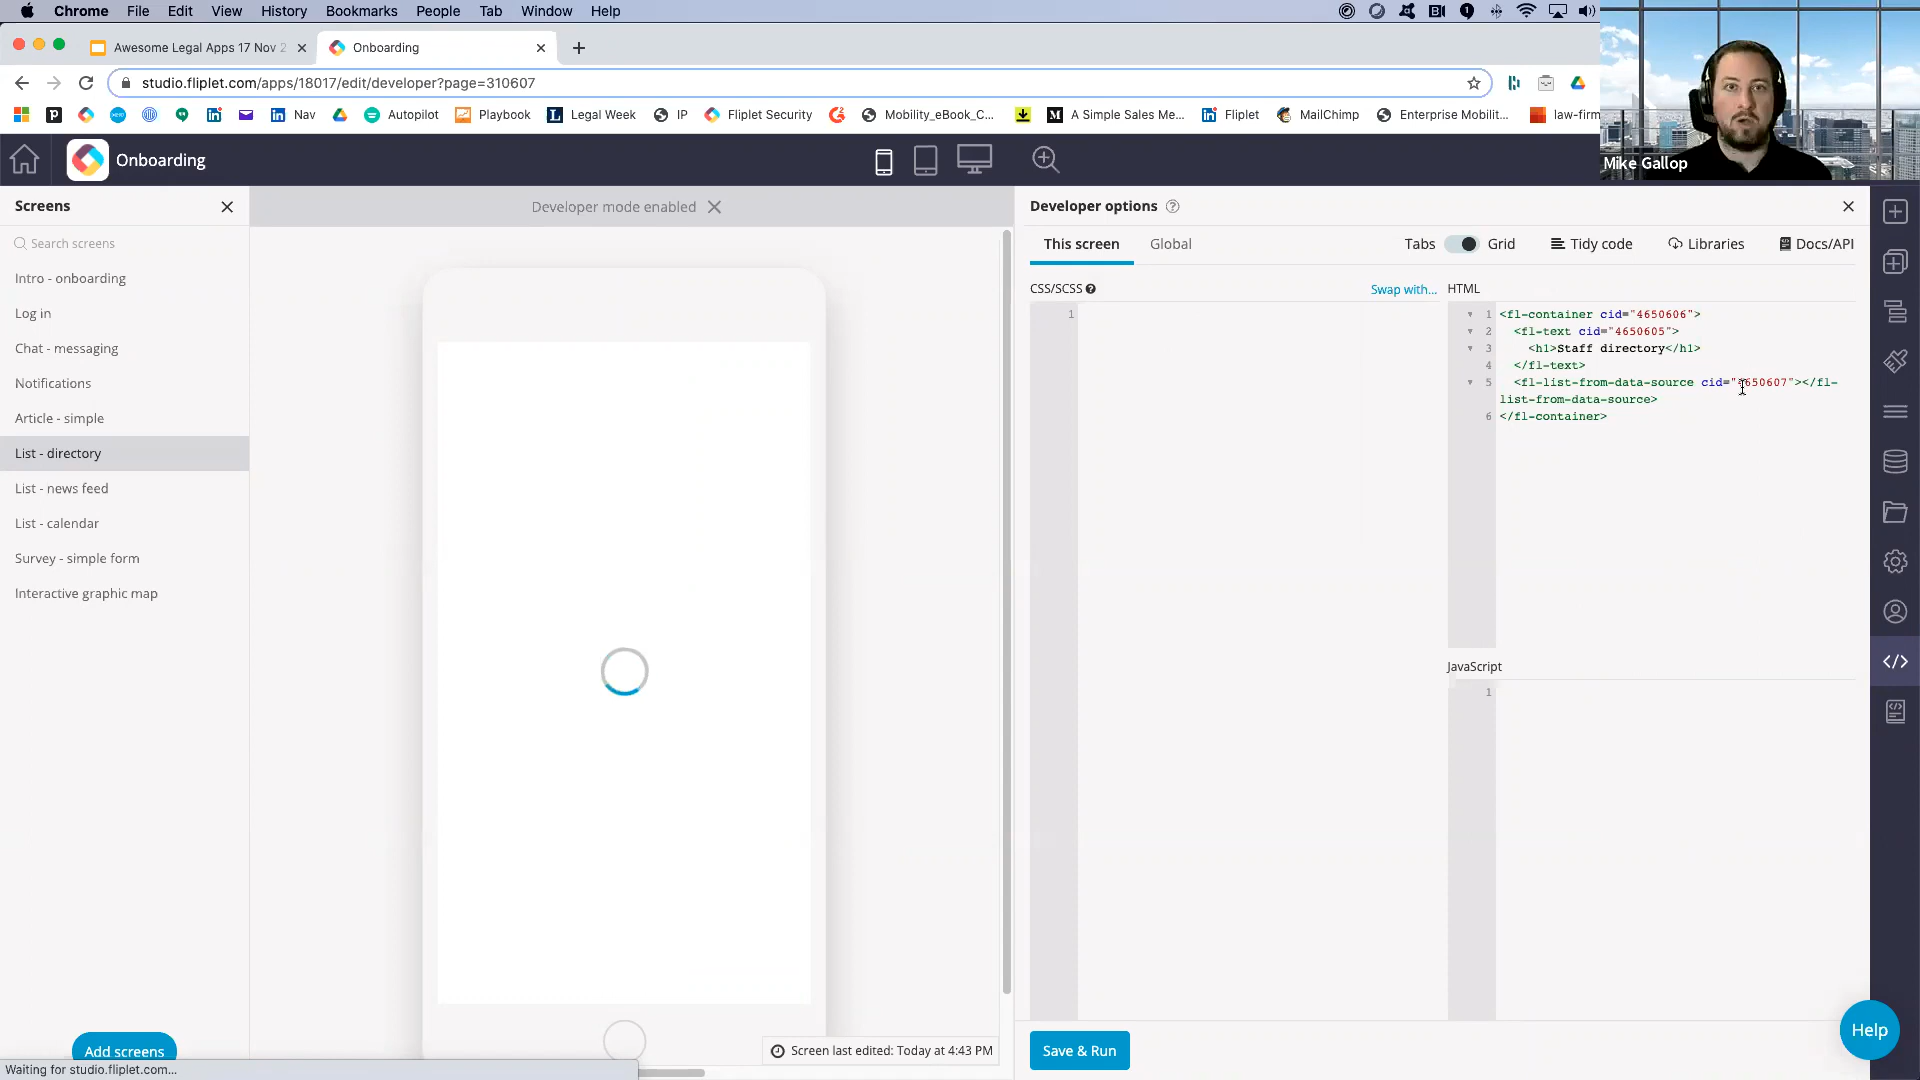 Chrome File Edit View History Bookmarks People Tab Window Help
Awesome Legal Apps 17 Nov 2
Onboarding
studio.fliplet.com/apps/18017/edit/developer?page=310607
Nav Autopilot Playbook Legal Week IP Fliplet Security Mobility_eBook_C... A Simple Sales Me... Fliplet MailChimp Enterprise Mobilit... law-firm
Mike Gallop
Onboarding
Screens
Developer mode enabled
Developer options
Search screens
This screen Global Tabs Grid Tidy code Libraries Docs/API
Intro - onboarding
Log in
Chat - messaging
Notifications
Article - simple
List - directory
List - news feed
List - calendar
Survey - simple form
Interactive graphic map
Add screens
CSS/SCSS Swap with...
1
HTML
1 <fl-container cid="4650606">
2 <fl-text cid="4650605">
3 <h1>Staff directory</h1>
4 </fl-text>
5 <fl-list-from-data-source cid="4650607"></fl-
list-from-data-source>
6 </fl-container>
JavaScript
1
Screen last edited: Today at 4:43 PM
Save & Run
Help
Waiting for studio.fliplet.com...